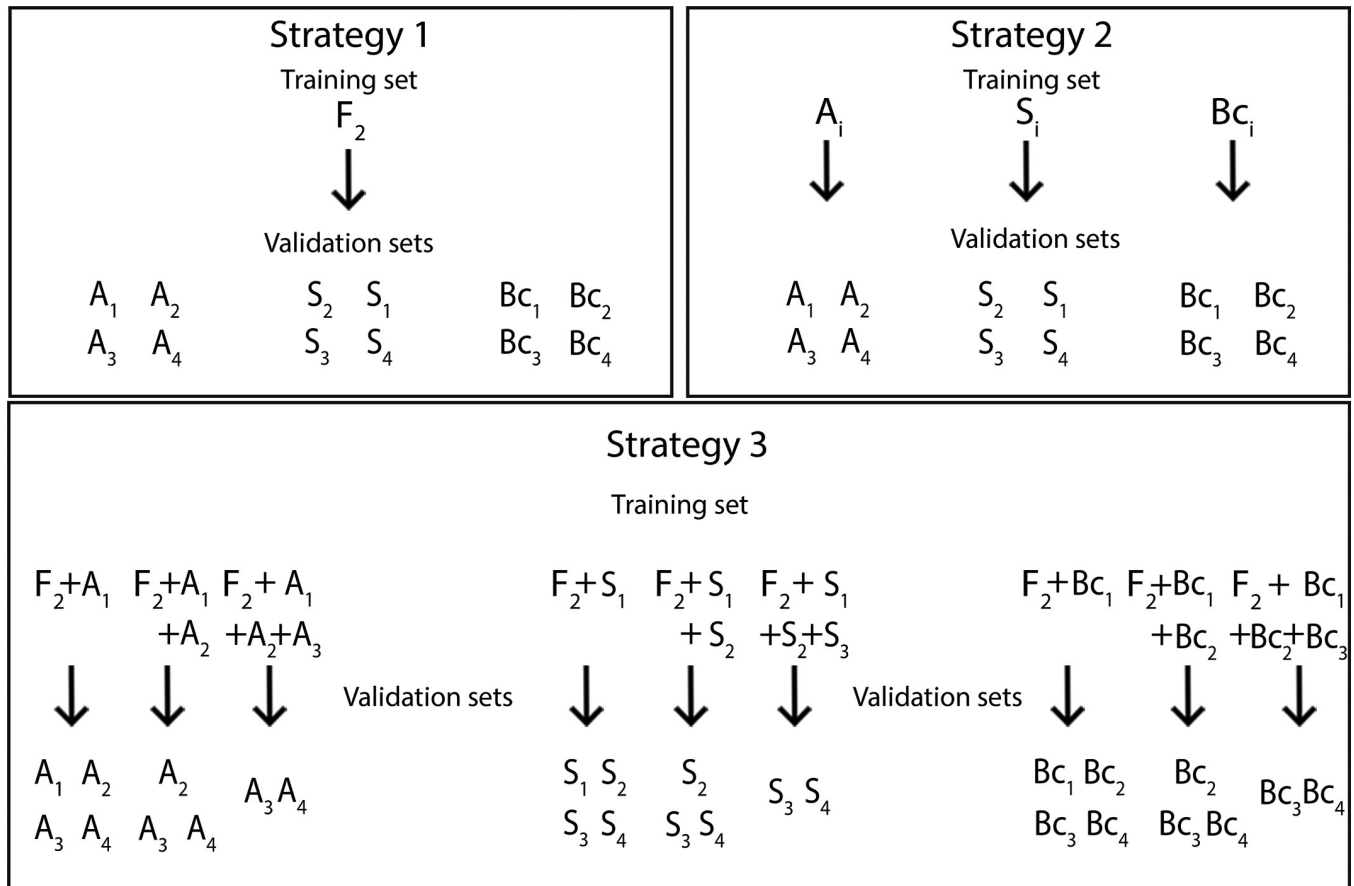 Strategy 1
Training set
F2
Validation sets
A1 A2 S2 S1 Bc1 Bc2
A3 A4 S3 S4 Bc3 Bc4
Strategy 2
Training set
Ai Si Bci
Validation sets
A1 A2 S2 S1 Bc1 Bc2
A3 A4 S3 S4 Bc3 Bc4
Strategy 3
Training set
F2+A1 F2+A1 F2+ A1 F2+S1 F2+S1 F2+ S1 F2+Bc1 F2+Bc1 F2 + Bc1
+A2 +A2+A3 +S2 +S2+S3 +Bc2 +Bc2+Bc3
Validation sets Validation sets
A1 A2 A2 A3A4 S1 S2 S2 S3 S4 Bc1 Bc2 Bc2 Bc3Bc4
A3 A4 A3 A4 S3 S4 S3 S4 Bc3 Bc4 Bc3 Bc4